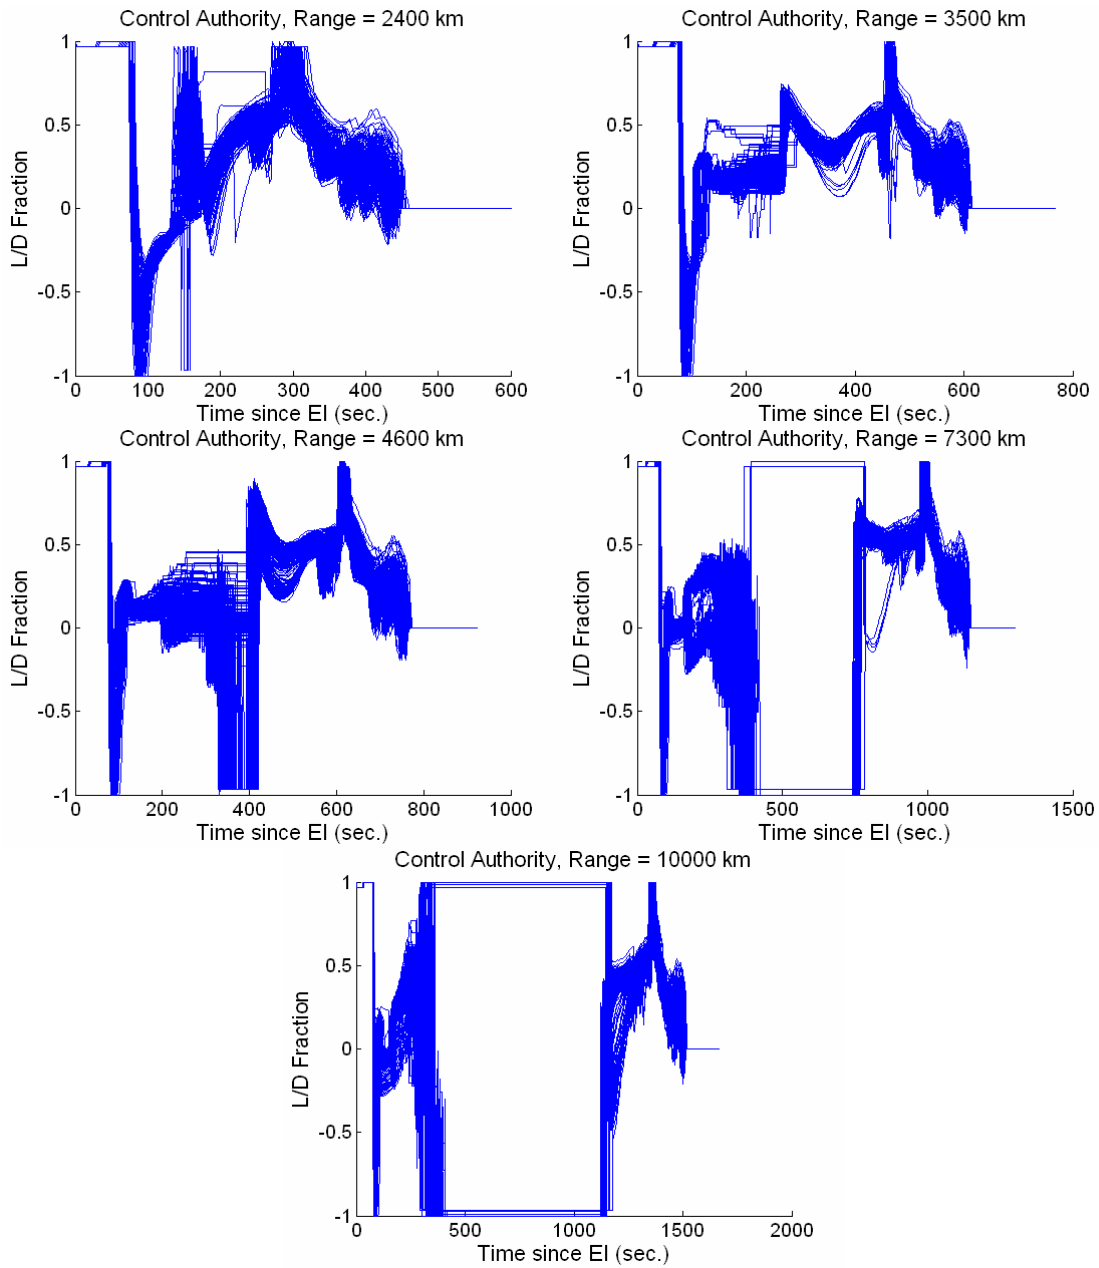 Control Authority, Range = 2400 km
1
0.5
0
-0.5
-1
L/D Fraction
0 100 200 300 400 500 600
Time since EI (sec.)
Control Authority, Range = 3500 km
1
0.5
0
-0.5
-1
L/D Fraction
0 200 400 600 800
Time since EI (sec.)
Control Authority, Range = 4600 km
1
0.5
0
-0.5
-1
L/D Fraction
0 200 400 600 800 1000
Time since EI (sec.)
Control Authority, Range = 7300 km
1
0.5
0
-0.5
-1
L/D Fraction
0 500 1000 1500
Time since EI (sec.)
Control Authority, Range = 10000 km
1
0.5
0
-0.5
-1
L/D Fraction
0 500 1000 1500 2000
Time since EI (sec.)